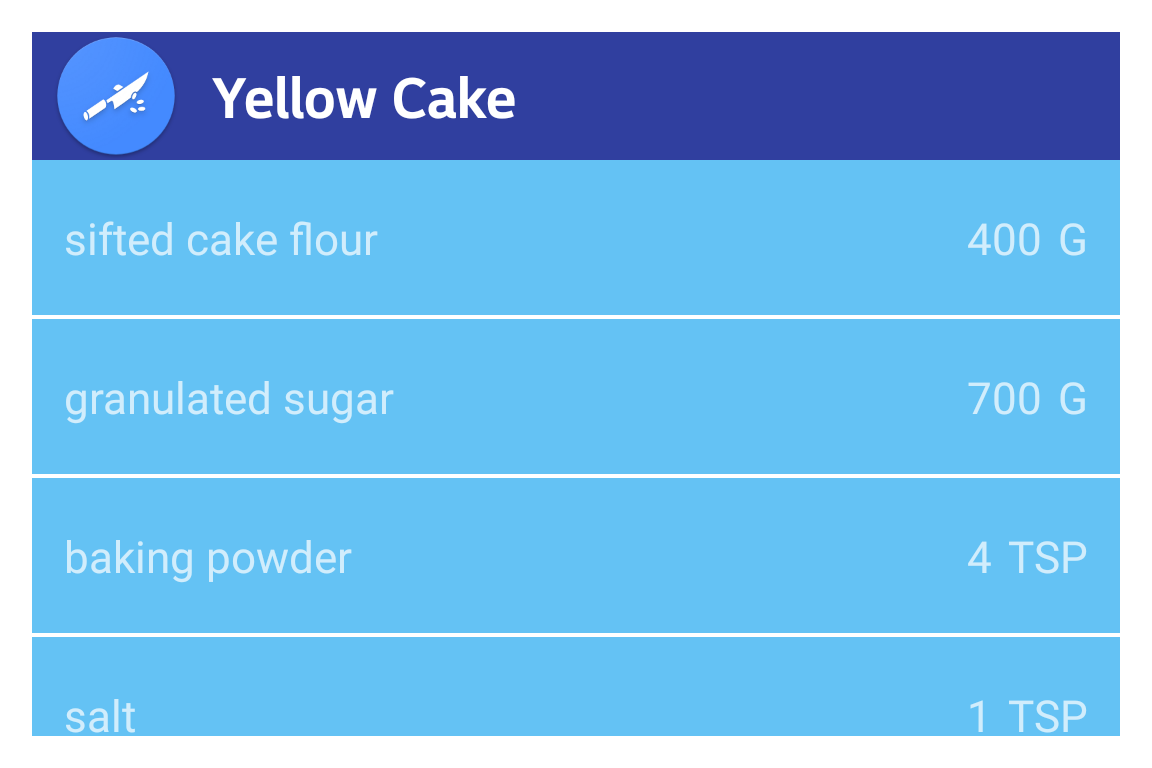 Yellow Cake
sifted cake flour 400 G
granulated sugar 700 G
baking powder 4 TSP
salt 1 TSP